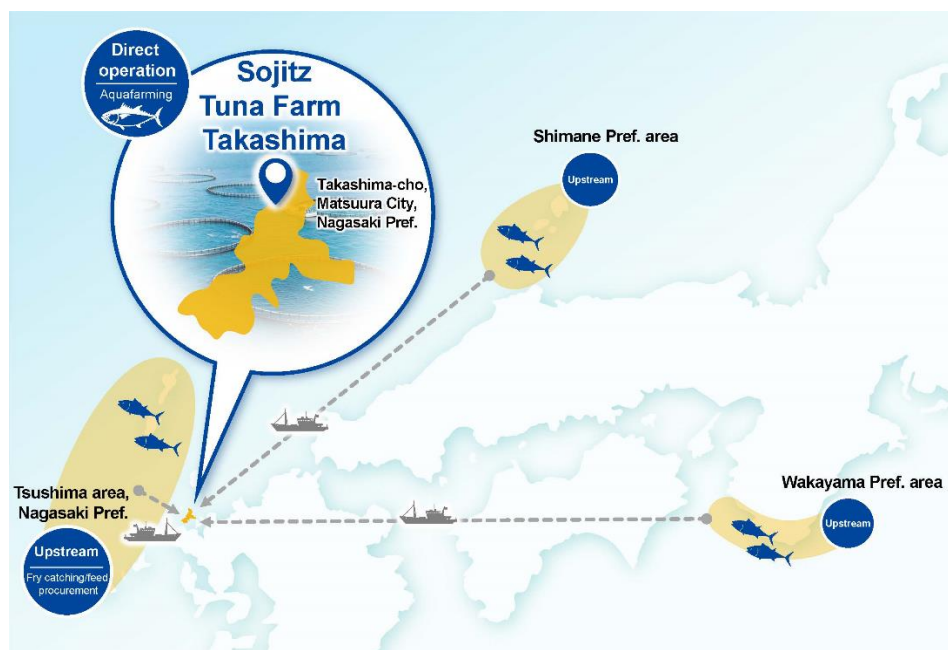 Direct
operation
Aquafarming
Sojitz
Tuna Farm
Takashima
Takashima-cho,
Matsuura City,
Nagasaki Pref.
Shimane Pref. area
Upstream
Tsushima area,
Nagasaki Pref.
Upstream
Fry catching/feed
procurement
Wakayama Pref. area
Upstream